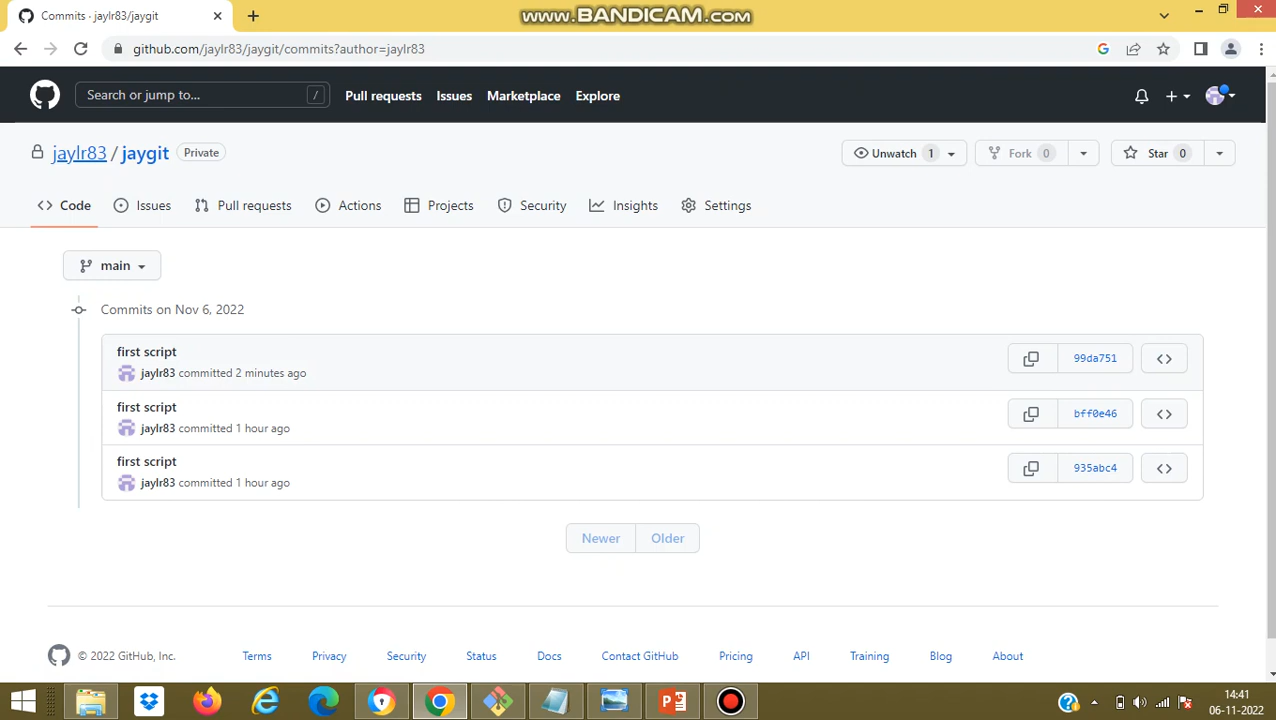 Commits · jaylr83/jaygit
www.BANDICAM.com
github.com/jaylr83/jaygit/commits?author=jaylr83
Search or jump to... /
Pull requests
Issues
Marketplace
Explore
jaylr83 / jaygit
Private
Unwatch 1
Fork 0
Star 0
Code
Issues
Pull requests
Actions
Projects
Security
Insights
Settings
main
Commits on Nov 6, 2022
first script
jaylr83 committed 2 minutes ago
99da751
first script
jaylr83 committed 1 hour ago
bff0e46
first script
jaylr83 committed 1 hour ago
935abc4
Newer
Older
© 2022 GitHub, Inc.
Terms
Privacy
Security
Status
Docs
Contact GitHub
Pricing
API
Training
Blog
About
14:41
06-11-2022